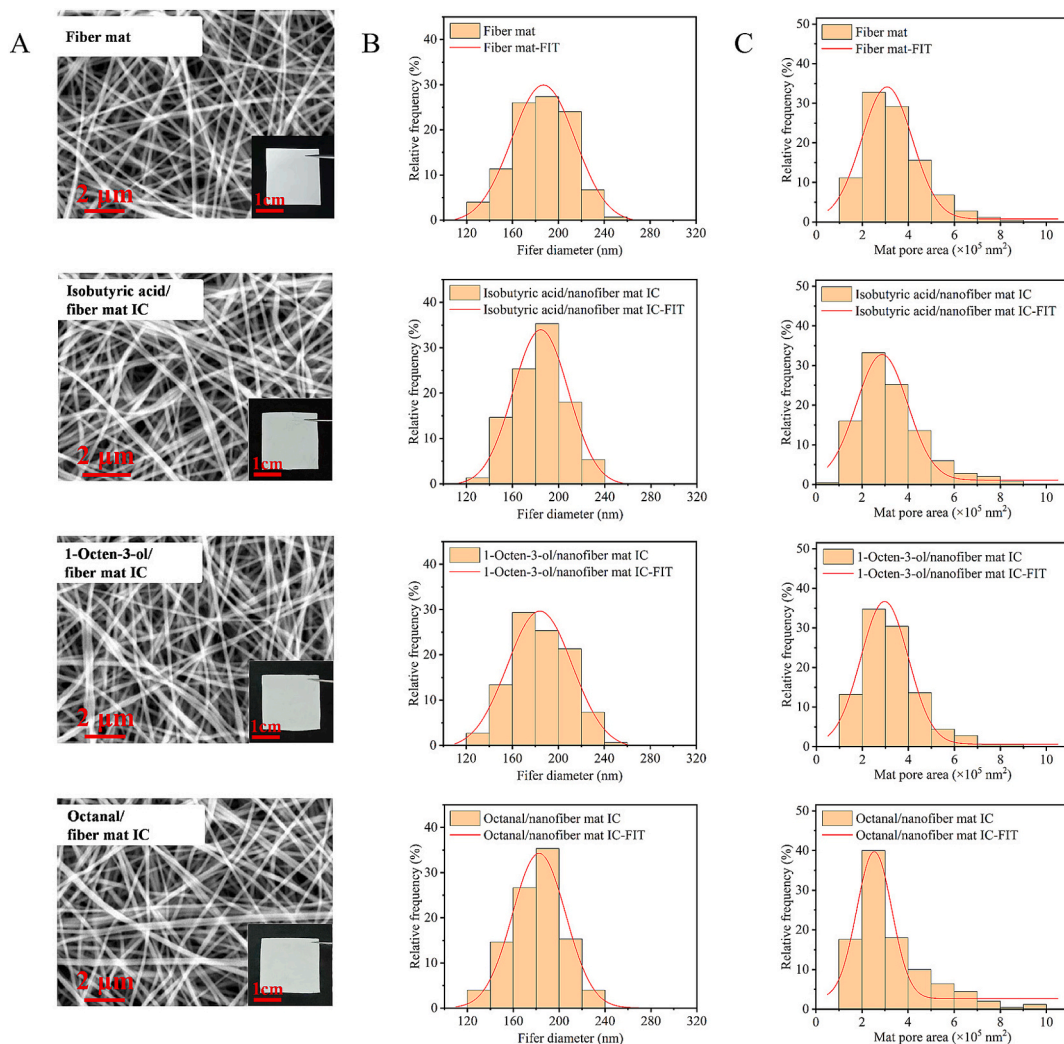 A
Fiber mat
2 μm
1cm
B
Fiber mat
Fiber mat-FIT
Relative frequency (%)
40
30
20
10
0
120 160 200 240 280 320
Fifer diameter (nm)
C
Fiber mat
Fiber mat-FIT
Relative frequency (%)
50
40
30
20
10
0
0 2 4 6 8 10
Mat pore area (×10⁵ nm²)
Isobutyric acid/
fiber mat IC
2 μm
1cm
Isobutyric acid/nanofiber mat IC
Isobutyric acid/nanofiber mat IC-FIT
Relative frequency (%)
40
30
20
10
0
120 160 200 240 280 320
Fifer diameter (nm)
Isobutyric acid/nanofiber mat IC
Isobutyric acid/nanofiber mat IC-FIT
Relative frequency (%)
50
40
30
20
10
0
0 2 4 6 8 10
Mat pore area (×10⁵ nm²)
1-Octen-3-ol/
fiber mat IC
2 μm
1cm
1-Octen-3-ol/nanofiber mat IC
1-Octen-3-ol/nanofiber mat IC-FIT
Relative frequency (%)
40
30
20
10
0
120 160 200 240 280 320
Fifer diameter (nm)
1-Octen-3-ol/nanofiber mat IC
1-Octen-3-ol/nanofiber mat IC-FIT
Relative frequency (%)
50
40
30
20
10
0
0 2 4 6 8 10
Mat pore area (×10⁵ nm²)
Octanal/
fiber mat IC
2 μm
1cm
Octanal/nanofiber mat IC
Octanal/nanofiber mat IC-FIT
Relative frequency (%)
40
30
20
10
0
120 160 200 240 280 320
Fifer diameter (nm)
Octanal/nanofiber mat IC
Octanal/nanofiber mat IC-FIT
Relative frequency (%)
50
40
30
20
10
0
0 2 4 6 8 10
Mat pore area (×10⁵ nm²)